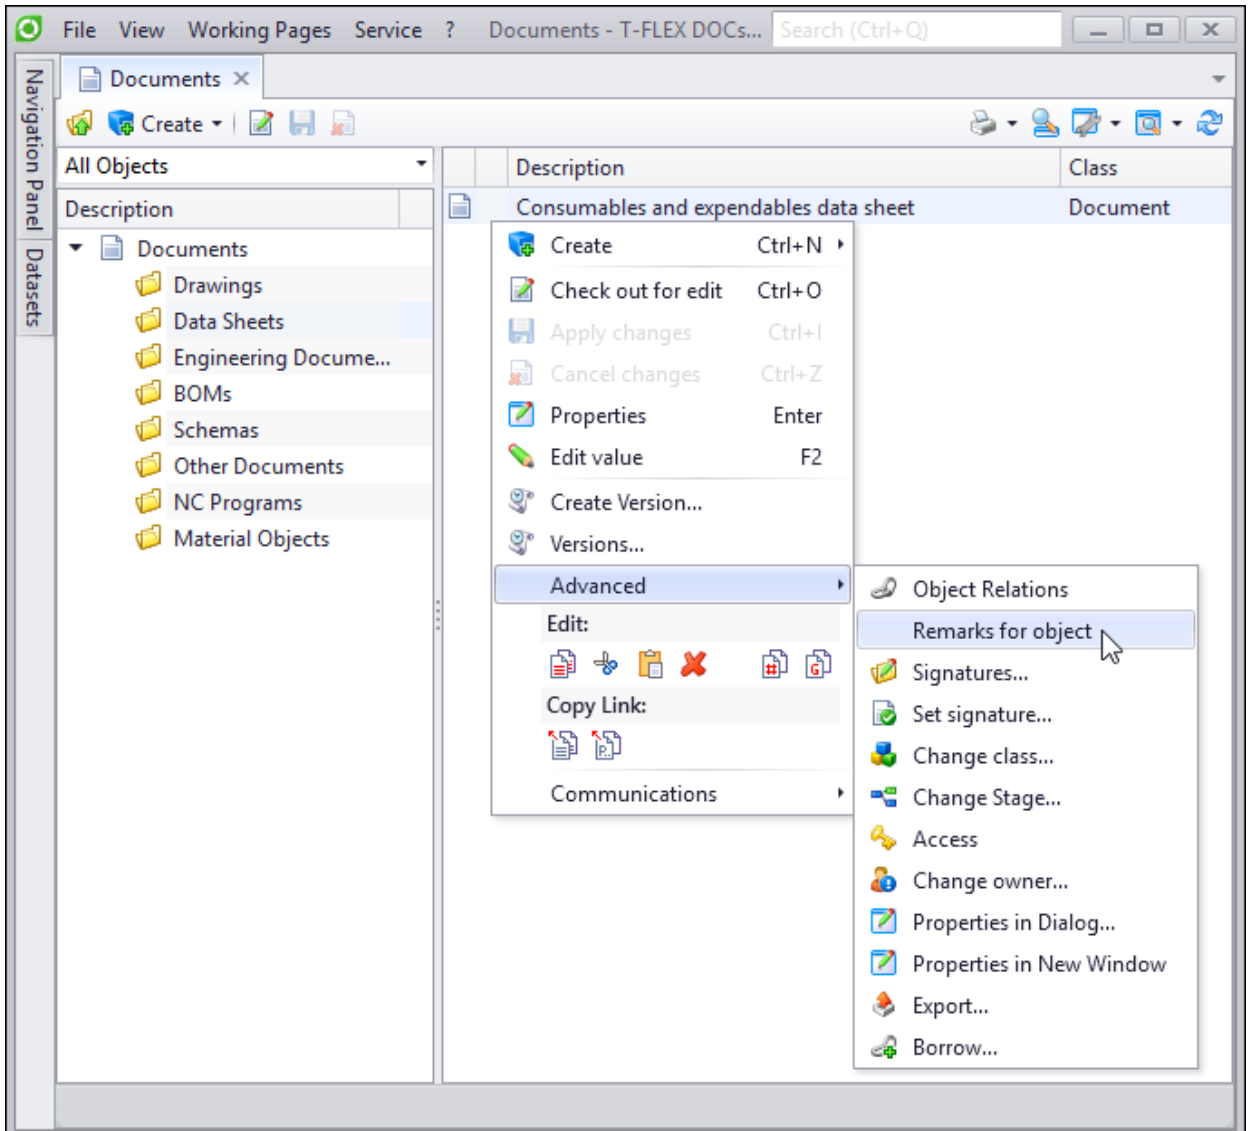 File View Working Pages Service ? Documents - T-FLEX DOCs... Search (Ctrl+Q)
Navigation Panel
Datasets
Documents
Create
All Objects
Description
Documents
Drawings
Data Sheets
Engineering Docume...
BOMs
Schemas
Other Documents
NC Programs
Material Objects
Description Class
Consumables and expendables data sheet Document
Create Ctrl+N
Check out for edit Ctrl+O
Apply changes Ctrl+I
Cancel changes Ctrl+Z
Properties Enter
Edit value F2
Create Version...
Versions...
Advanced
Edit:
Copy Link:
Communications
Object Relations
Remarks for object
Signatures...
Set signature...
Change class...
Change Stage...
Access
Change owner...
Properties in Dialog...
Properties in New Window
Export...
Borrow...